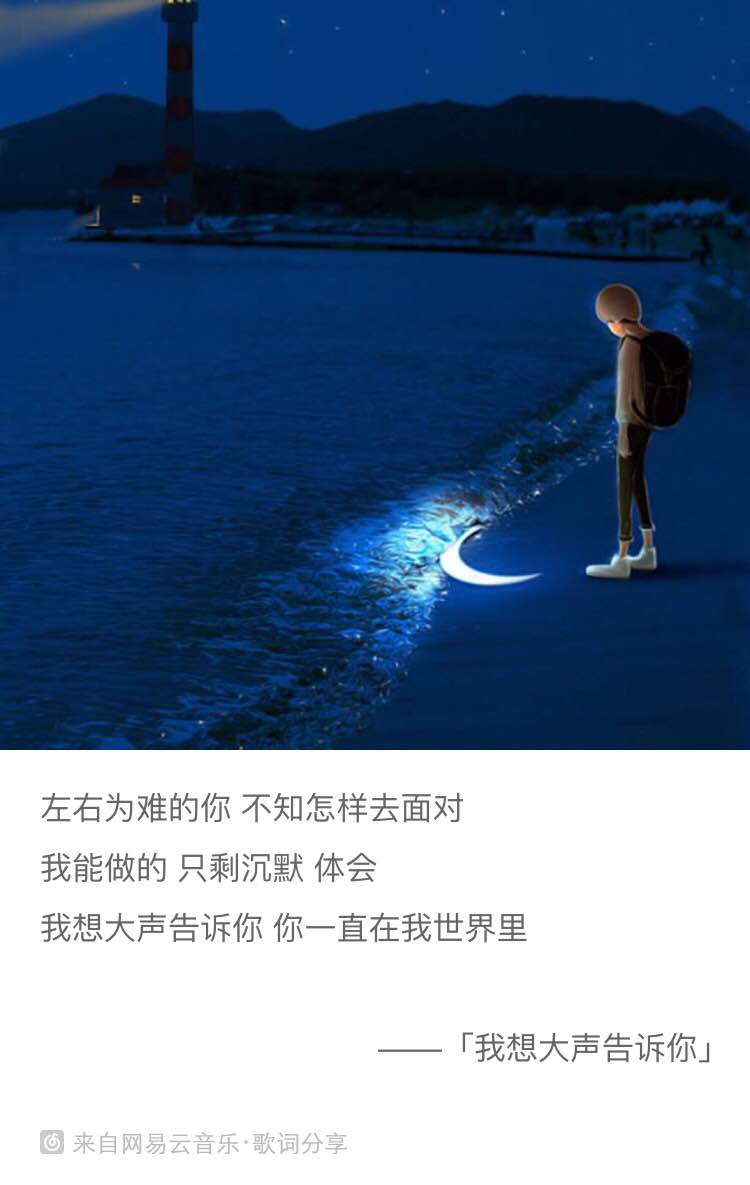 左右为难的你 不知怎样去面对
我能做的 只剩沉默 体会
我想大声告诉你 你一直在我世界里
——「我想大声告诉你」
来自网易云音乐·歌词分享